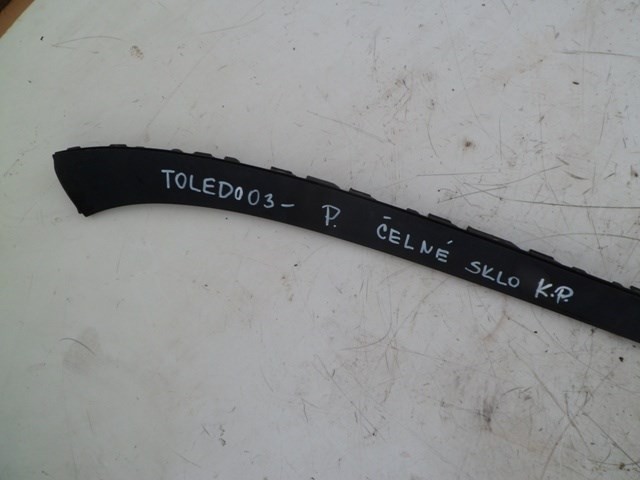 TOLEDO03- P. ČELNÉ SKLO K.P.